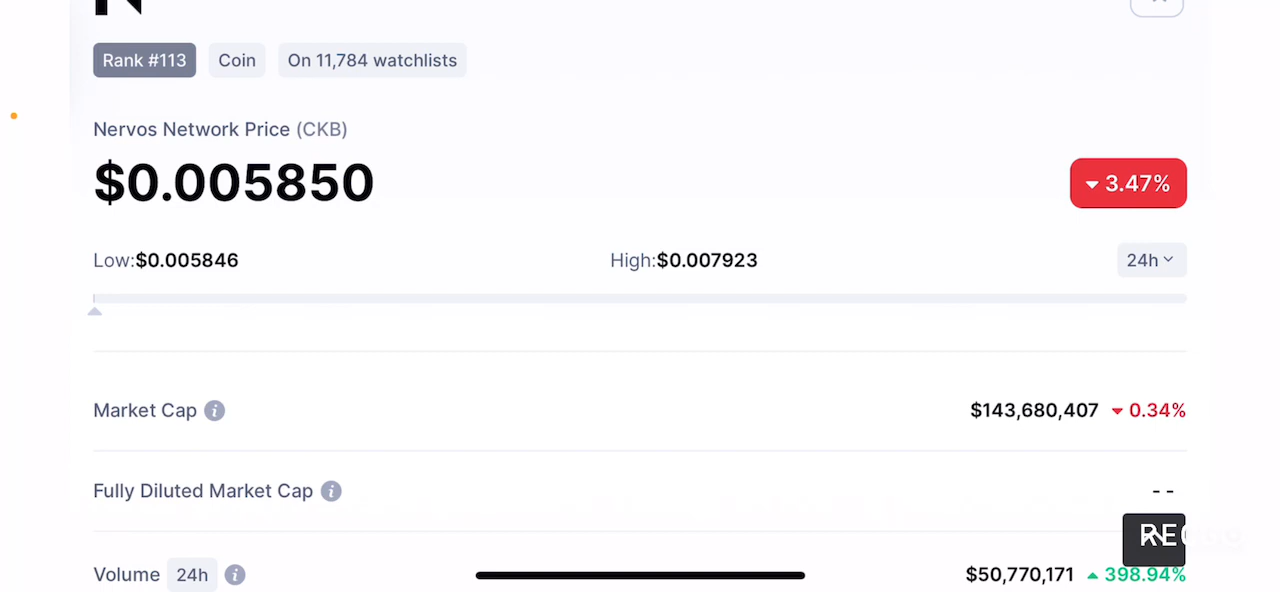 Rank #113 Coin On 11,784 watchlists
Nervos Network Price (CKB)
$0.005850 3.47%
Low:$0.005846 High:$0.007923 24h
Market Cap $143,680,407 0.34%
Fully Diluted Market Cap - -
Volume 24h $50,770,171 398.94%